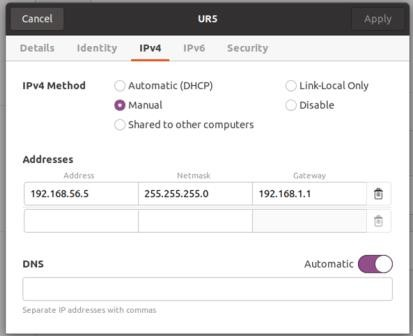 Cancel UR5 Apply
Details Identity IPv4 IPv6 Security
IPv4 Method Automatic (DHCP) Link-Local Only
Manual Disable
Shared to other computers
Addresses
Address Netmask Gateway
192.168.56.5 255.255.255.0 192.168.1.1
DNS Automatic
Separate IP addresses with commas